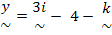 y = 3i - 4 - k
~ ~ ~